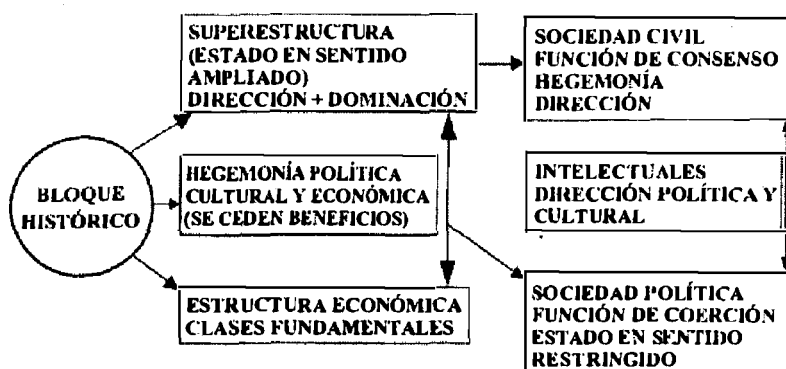 SUPERESTRUCTURA
(ESTADO EN SENTIDO
AMPLIADO)
DIRECCIÓN + DOMINACIÓN
SOCIEDAD CIVIL
FUNCIÓN DE CONSENSO
HEGEMONÍA
DIRECCIÓN
BLOQUE
HISTÓRICO
HEGEMONÍA POLÍTICA
CULTURAL Y ECONÓMICA
(SE CEDEN BENEFICIOS)
INTELECTUALES
DIRECCIÓN POLÍTICA Y
CULTURAL
ESTRUCTURA ECONÓMICA
CLASES FUNDAMENTALES
SOCIEDAD POLÍTICA
FUNCIÓN DE COERCIÓN
ESTADO EN SENTIDO
RESTRINGIDO